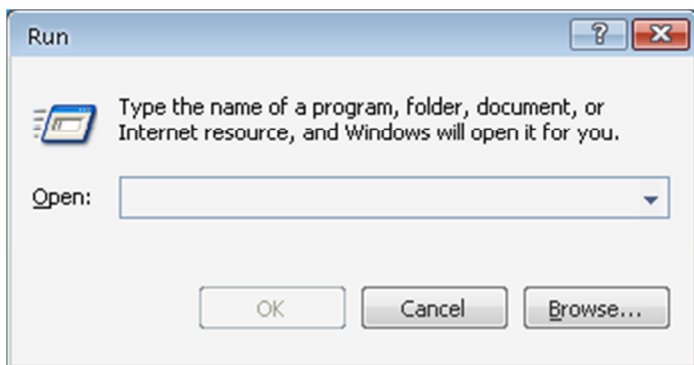 Run
Type the name of a program, folder, document, or
Internet resource, and Windows will open it for you.
Open:
OK Cancel Browse...